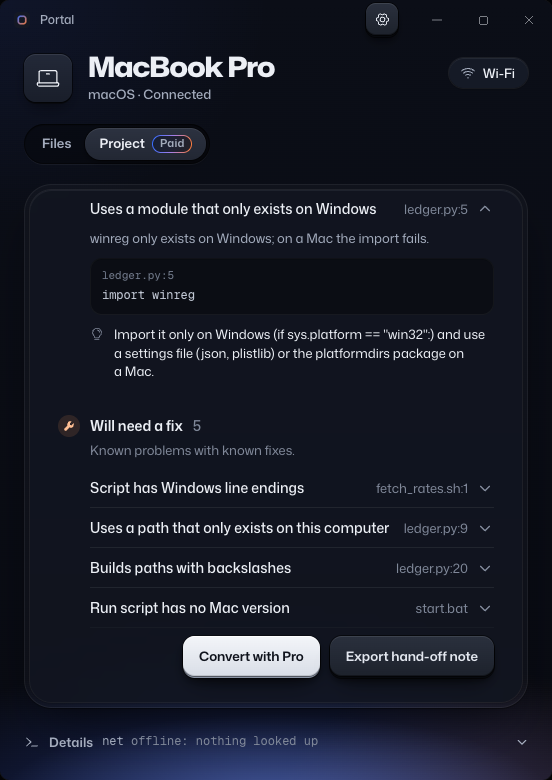 Portal
MacBook Pro
macOS · Connected
Wi-Fi
Files
Project Paid
Uses a module that only exists on Windows ledger.py:5
winreg only exists on Windows; on a Mac the import fails.
ledger.py:5
import winreg
Import it only on Windows (if sys.platform == "win32":) and use
a settings file (json, plistlib) or the platformdirs package on
a Mac.
Will need a fix 5
Known problems with known fixes.
Script has Windows line endings fetch_rates.sh:1
Uses a path that only exists on this computer ledger.py:9
Builds paths with backslashes ledger.py:20
Run script has no Mac version start.bat
Convert with Pro Export hand-off note
Details net offline: nothing looked up